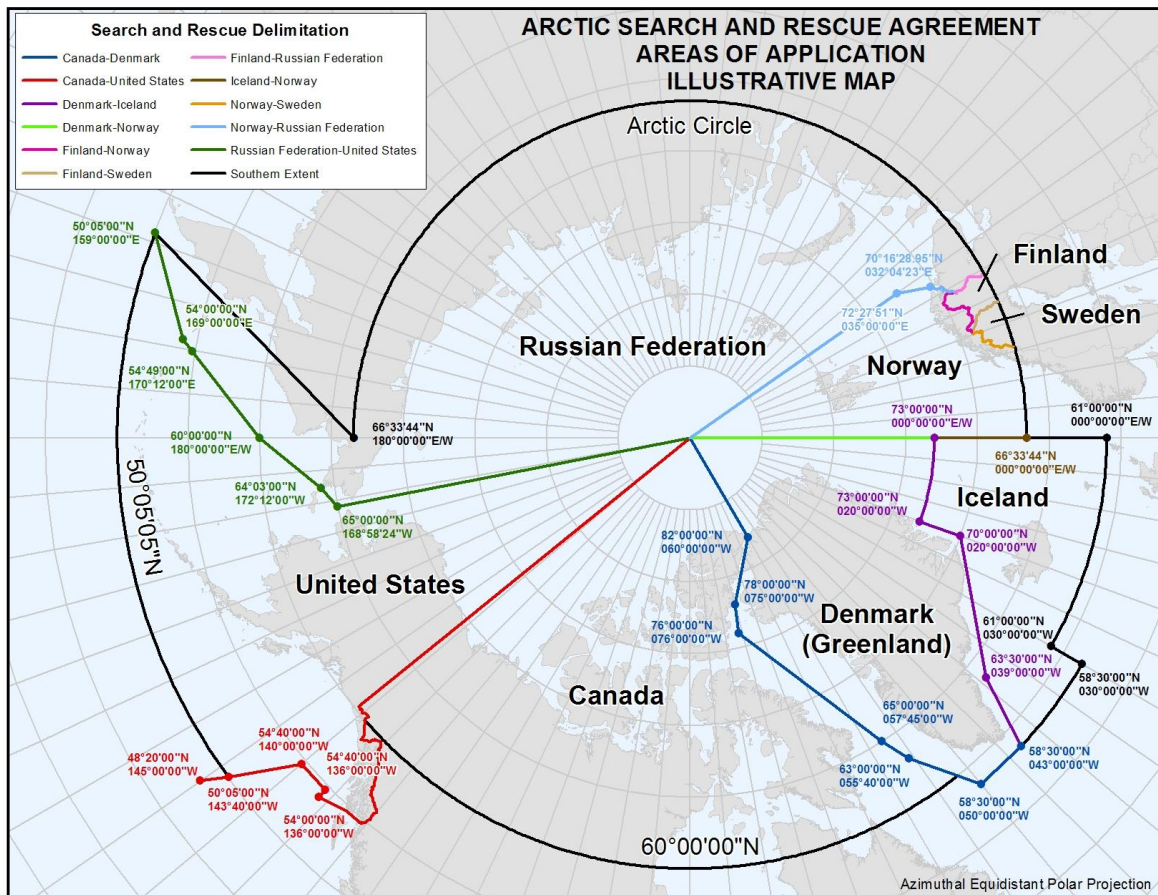 ARCTIC SEARCH AND RESCUE AGREEMENT
AREAS OF APPLICATION
ILLUSTRATIVE MAP
Search and Rescue Delimitation
Canada-Denmark
Canada-United States
Denmark-Iceland
Denmark-Norway
Finland-Norway
Finland-Sweden
Finland-Russian Federation
Iceland-Norway
Norway-Sweden
Norway-Russian Federation
Russian Federation-United States
Southern Extent
Arctic Circle
50°05'00"N
159°00'00"E
54°00'00"N
169°00'00"E
54°49'00"N
170°12'00"E
60°00'00"N
180°00'00"E/W
64°03'00"N
172°12'00"W
65°00'00"N
168°58'24"W
66°33'44"N
180°00'00"E/W
70°16'28.95"N
032°04'23"E
72°27'51"N
035°00'00"E
Finland
Sweden
Norway
Russian Federation
73°00'00"N
000°00'00"E/W
61°00'00"N
000°00'00"E/W
66°33'44"N
000°00'00"E/W
Iceland
73°00'00"N
020°00'00"W
70°00'00"N
020°00'00"W
82°00'00"N
060°00'00"W
78°00'00"N
075°00'00"W
76°00'00"N
076°00'00"W
Denmark
(Greenland)
61°00'00"N
030°00'00"W
63°30'00"N
039°00'00"W
58°30'00"N
030°00'00"W
United States
Canada
50°05'05"N
65°00'00"N
057°45'00"W
63°00'00"N
055°40'00"W
58°30'00"N
043°00'00"W
58°30'00"N
050°00'00"W
54°40'00"N
140°00'00"W
54°40'00"N
136°00'00"W
48°20'00"N
145°00'00"W
50°05'00"N
143°40'00"W
54°00'00"N
136°00'00"W
60°00'00"N
Azimuthal Equidistant Polar Projection